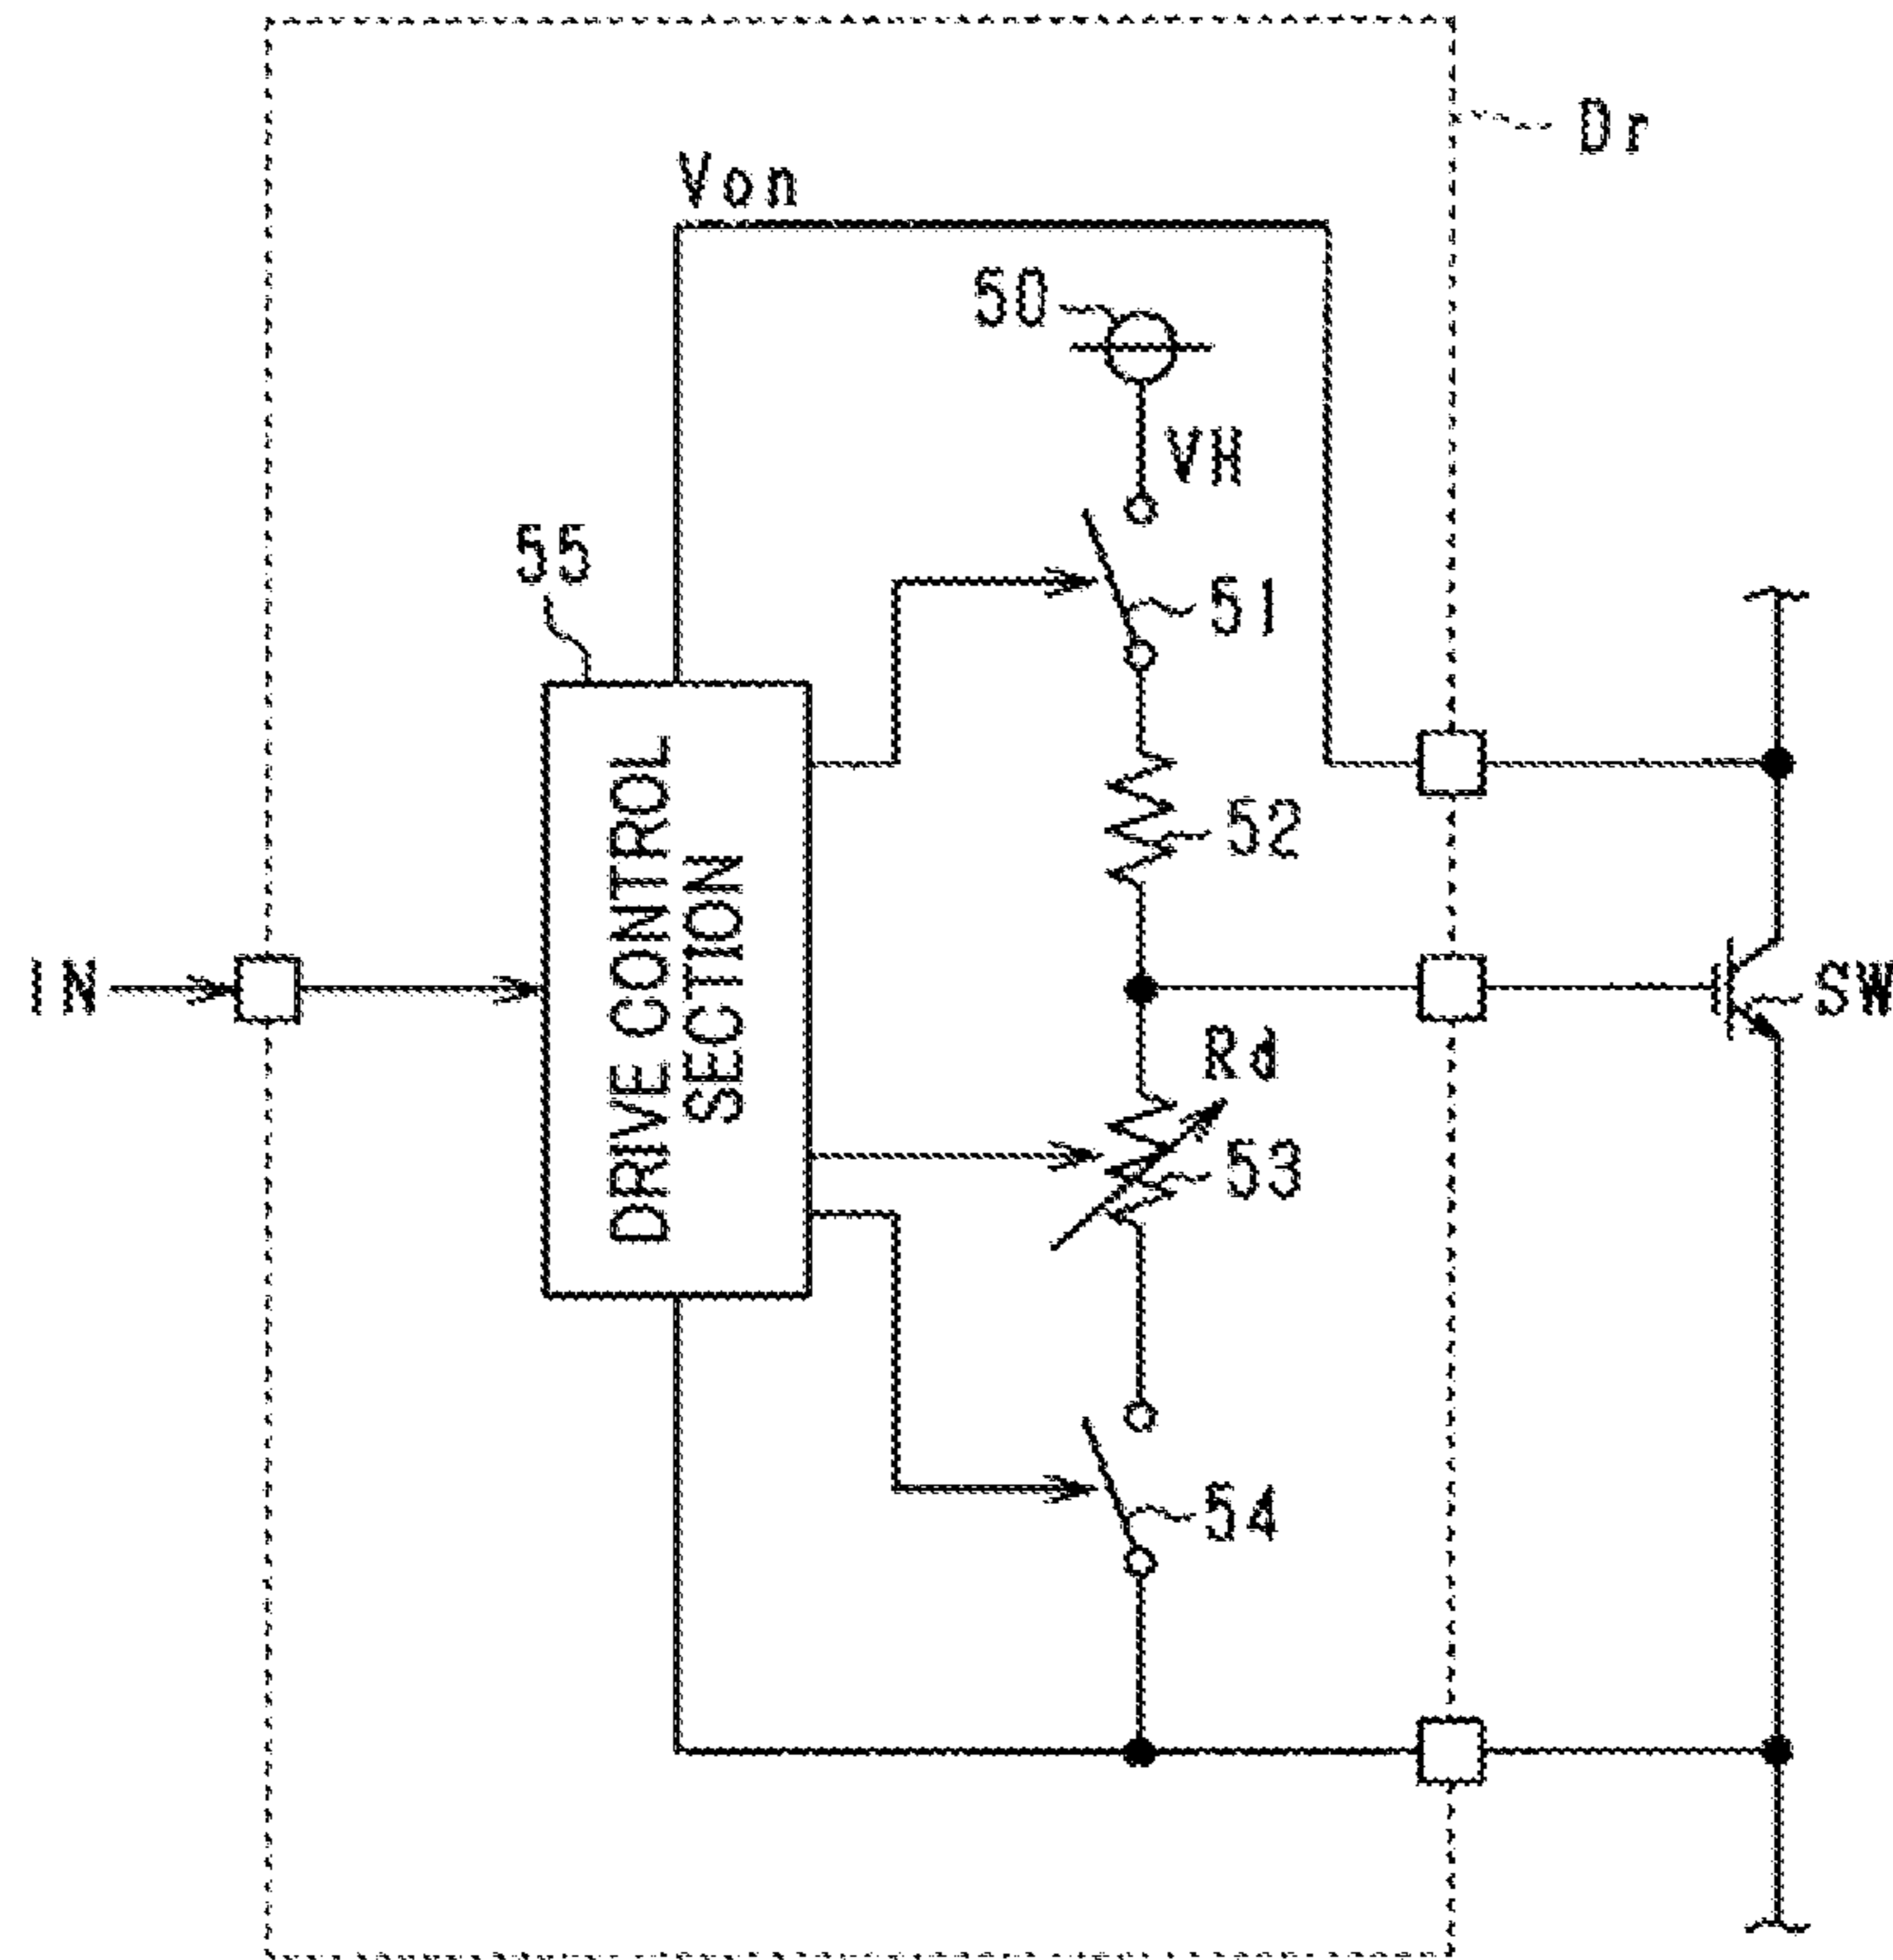 Dr
Von
50
VH
55
51
52
DRIVE CONTROL
SECTION
IN
SW
Rd
53
54